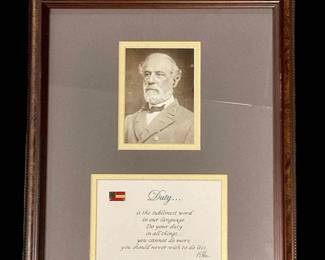 Duty...
is the sublimest word
in our language.
Do your duty
in all things...
you cannot do more,
you should never wish to do less.